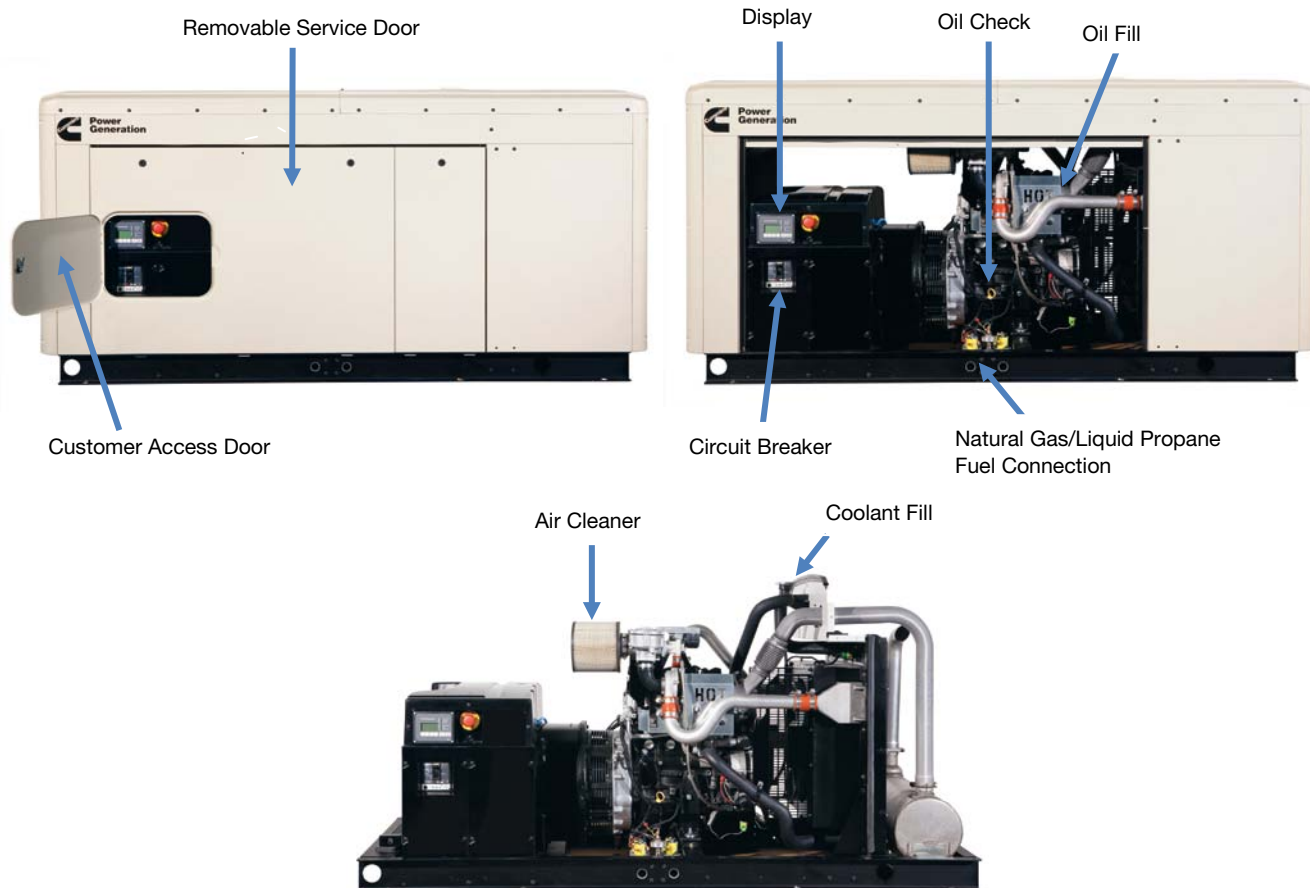 Removable Service Door
Power
Generation
Customer Access Door
Display
Oil Check
Oil Fill
Power
Generation
HOT
Circuit Breaker
Natural Gas/Liquid Propane
Fuel Connection
Air Cleaner
Coolant Fill
HOT